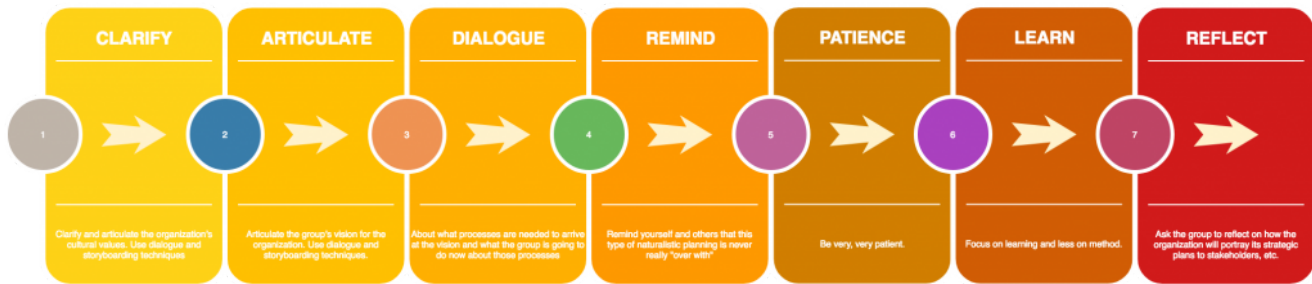 CLARIFY
ARTICULATE
DIALOGUE
REMIND
PATIENCE
LEARN
REFLECT
1
2
3
4
5
6
7
Clarify and articulate the organization's
cultural values. Use dialogue and
storyboarding techniques
Articulate the group's vision for the
organization. Use dialogue and
storyboarding techniques.
About what processes are needed to arrive
at the vision and what the group is going to
do now about those processes
Remind yourself and others that this
type of naturalistic planning is never
really "over with"
Be very, very patient.
Focus on learning and less on method.
Ask the group to reflect on how the
organization will portray its strategic
plans to stakeholders, etc.